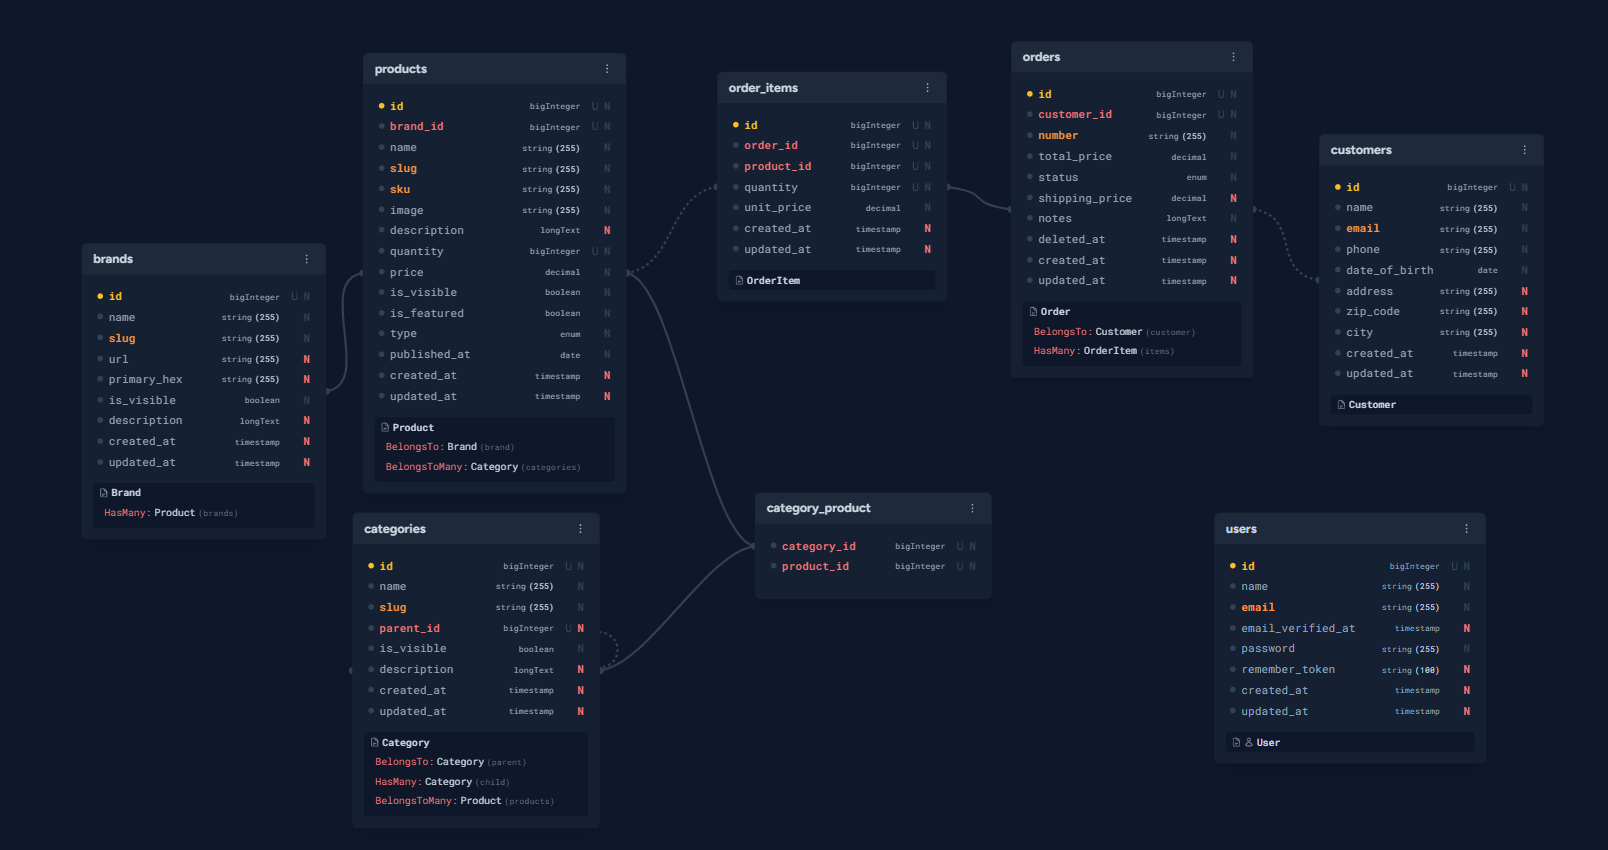 products
id bigInteger U N
brand_id bigInteger U N
name string (255) N
slug string (255) N
sku string (255) N
image string (255) N
description longText N
quantity bigInteger U N
price decimal N
is_visible boolean N
is_featured boolean N
type enum N
published_at date N
created_at timestamp N
updated_at timestamp N
Product
BelongsTo: Brand (brand)
BelongsToMany: Category (categories)
order_items
id bigInteger U N
order_id bigInteger U N
product_id bigInteger U N
quantity bigInteger U N
unit_price decimal N
created_at timestamp N
updated_at timestamp N
OrderItem
orders
id bigInteger U N
customer_id bigInteger U N
number string (255) N
total_price decimal N
status enum N
shipping_price decimal N
notes longText N
deleted_at timestamp N
created_at timestamp N
updated_at timestamp N
Order
BelongsTo: Customer (customer)
HasMany: OrderItem (items)
customers
id bigInteger U N
name string (255) N
email string (255) N
phone string (255) N
date_of_birth date N
address string (255) N
zip_code string (255) N
city string (255) N
created_at timestamp N
updated_at timestamp N
Customer
brands
id bigInteger U N
name string (255) N
slug string (255) N
url string (255) N
primary_hex string (255) N
is_visible boolean N
description longText N
created_at timestamp N
updated_at timestamp N
Brand
HasMany: Product (brands)
categories
id bigInteger U N
name string (255) N
slug string (255) N
parent_id bigInteger U N
is_visible boolean N
description longText N
created_at timestamp N
updated_at timestamp N
Category
BelongsTo: Category (parent)
HasMany: Category (child)
BelongsToMany: Product (products)
category_product
category_id bigInteger U N
product_id bigInteger U N
users
id bigInteger U N
name string (255) N
email string (255) N
email_verified_at timestamp N
password string (255) N
remember_token string (100) N
created_at timestamp N
updated_at timestamp N
User